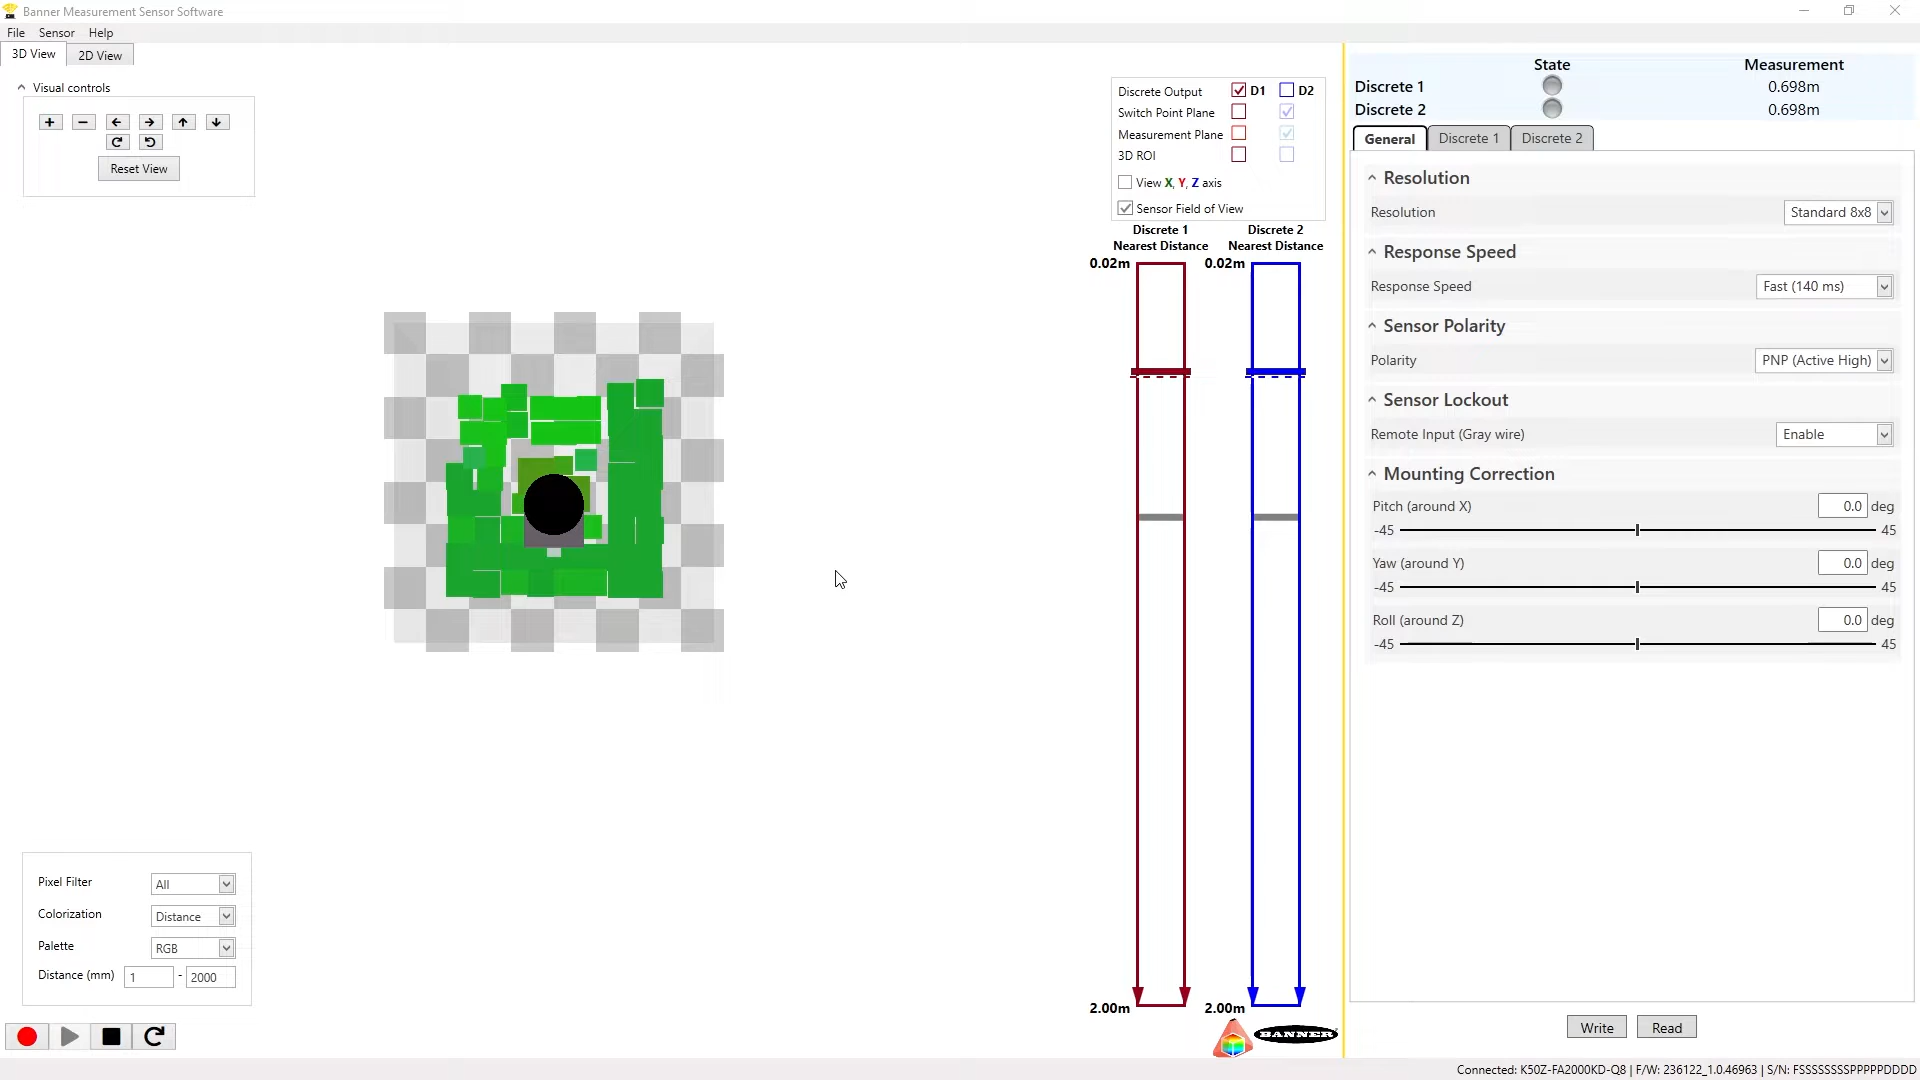 Banner Measurement Sensor Software
File Sensor Help
3D View 2D View
Visual controls
Reset View
Discrete Output D1 D2
Switch Point Plane
Measurement Plane
3D ROI
View X, Y, Z axis
Sensor Field of View
Discrete 1 Discrete 2
Nearest Distance Nearest Distance
0.02m 0.02m
2.00m 2.00m
BANNER
Pixel Filter All
Colorization Distance
Palette RGB
Distance (mm) 1 - 2000
State Measurement
Discrete 1 0.698m
Discrete 2 0.698m
General Discrete 1 Discrete 2
Resolution
Resolution Standard 8x8
Response Speed
Response Speed Fast (140 ms)
Sensor Polarity
Polarity PNP (Active High)
Sensor Lockout
Remote Input (Gray wire) Enable
Mounting Correction
Pitch (around X) 0.0 deg
-45 45
Yaw (around Y) 0.0 deg
-45 45
Roll (around Z) 0.0 deg
-45 45
Write Read
Connected: K50Z-FA2000KD-Q8 | F/W: 236122_1.0.46963 | S/N: FSSSSSSSSPPPPPDDDD